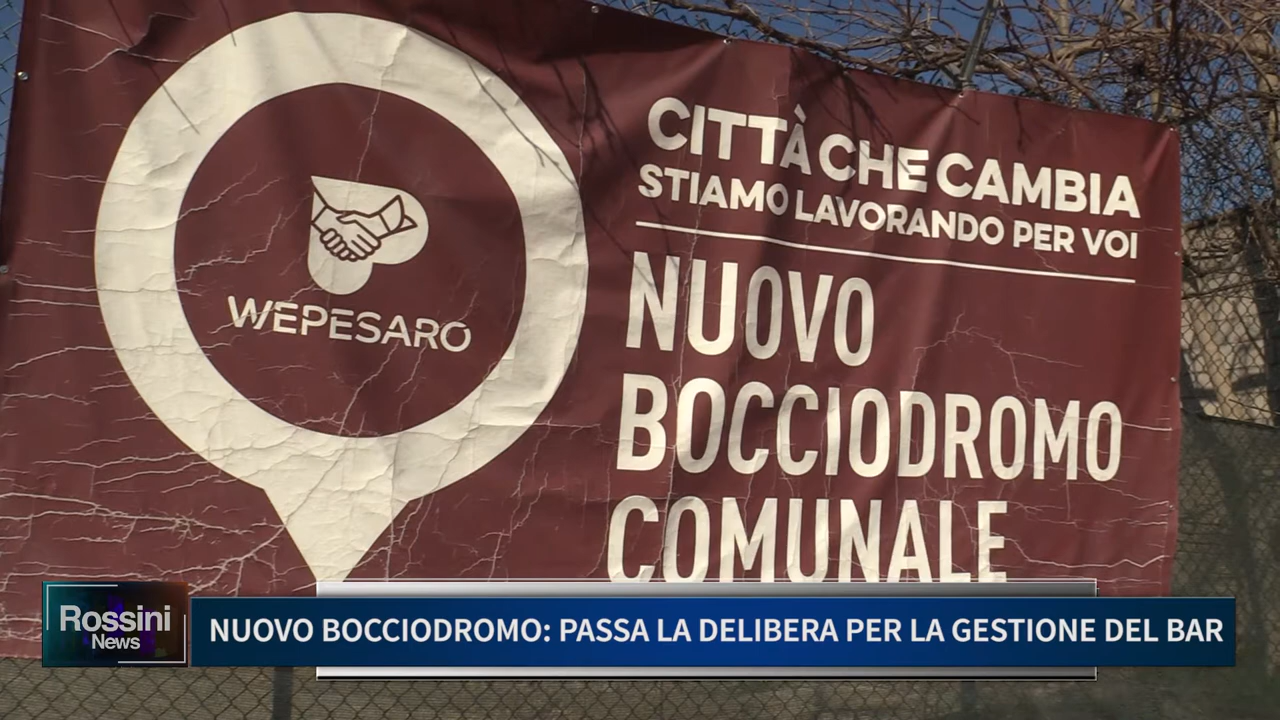 CITTÀ CHE CAMBIA
STIAMO LAVORANDO PER VOI
NUOVO
BOCCIODROMO
COMUNALE
WEPESARO
Rossini
News
NUOVO BOCCIODROMO: PASSA LA DELIBERA PER LA GESTIONE DEL BAR